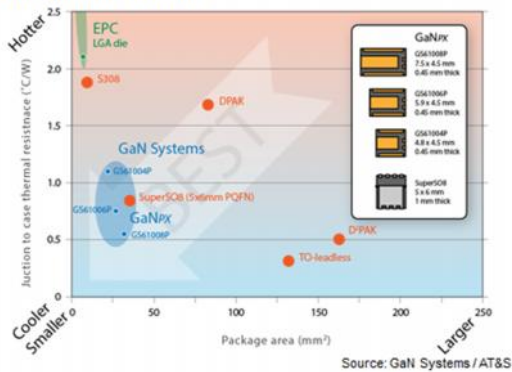 Hotter
2.5
2.0
1.5
1.0
0.5
0
Juction to case thermal resistnace (°C/W)
EPC
LGA die
S308
DPAK
GaN Systems
GS61004P
SuperSO8 (5x6mm PQFN)
GS61006P
GaNPX
GS61008P
D²PAK
TO-leadless
BEST
GaNPX
GS61008P
7.5 x 4.5 mm
0.45 mm thick
GS61006P
5.9 x 4.5 mm
0.45 mm thick
GS61004P
4.8 x 4.5 mm
0.45 mm thick
SuperSO8
5 x 6 mm
1 mm thick
Cooler
Smaller
0
50
100
150
200
250
Package area (mm²)
Larger
Source: GaN Systems / AT&S